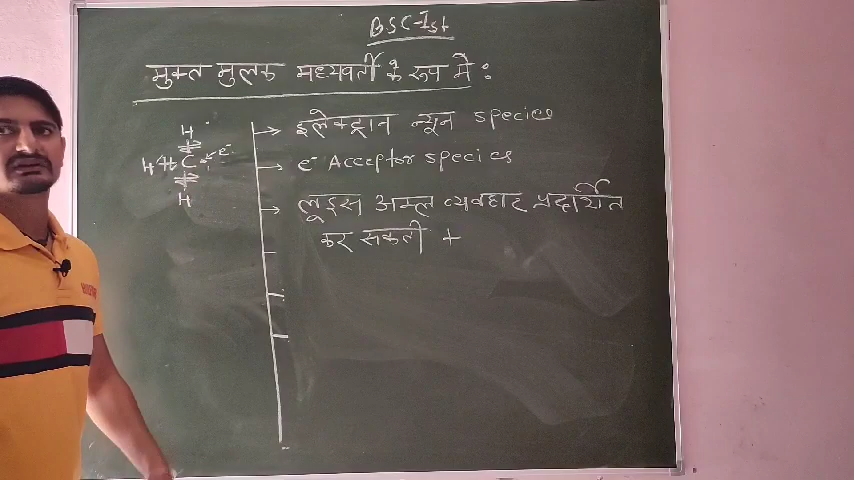 BSC-Ist
मुक्त मुलक मध्यवर्ती के रूप में :
इलेक्ट्रान न्यून species
e⁻ Acceptor species
लूइस अम्ल व्यवहार प्रदर्शित
कर सकती +
H
H C e⁻
H